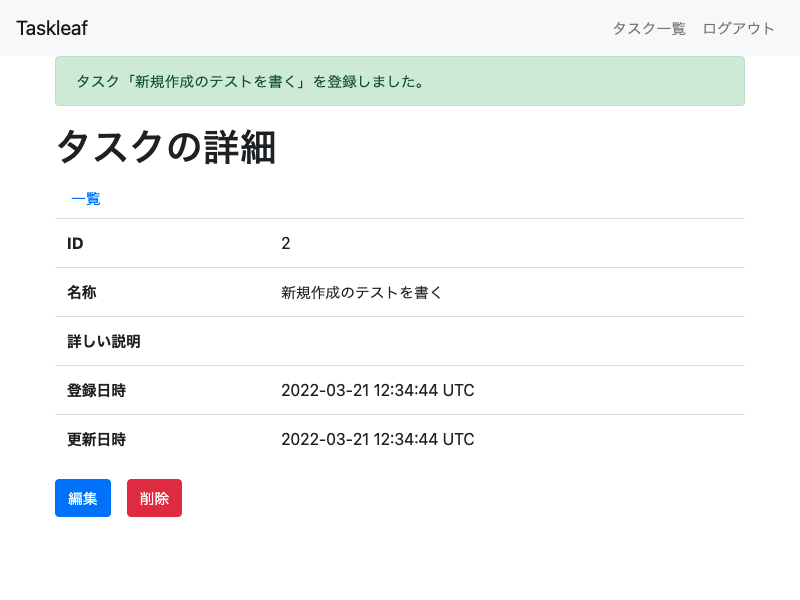 Taskleaf
タスク一覧 ログアウト
タスク「新規作成のテストを書く」を登録しました。
タスクの詳細
一覧
ID 2
名称 新規作成のテストを書く
詳しい説明
登録日時 2022-03-21 12:34:44 UTC
更新日時 2022-03-21 12:34:44 UTC
編集 削除